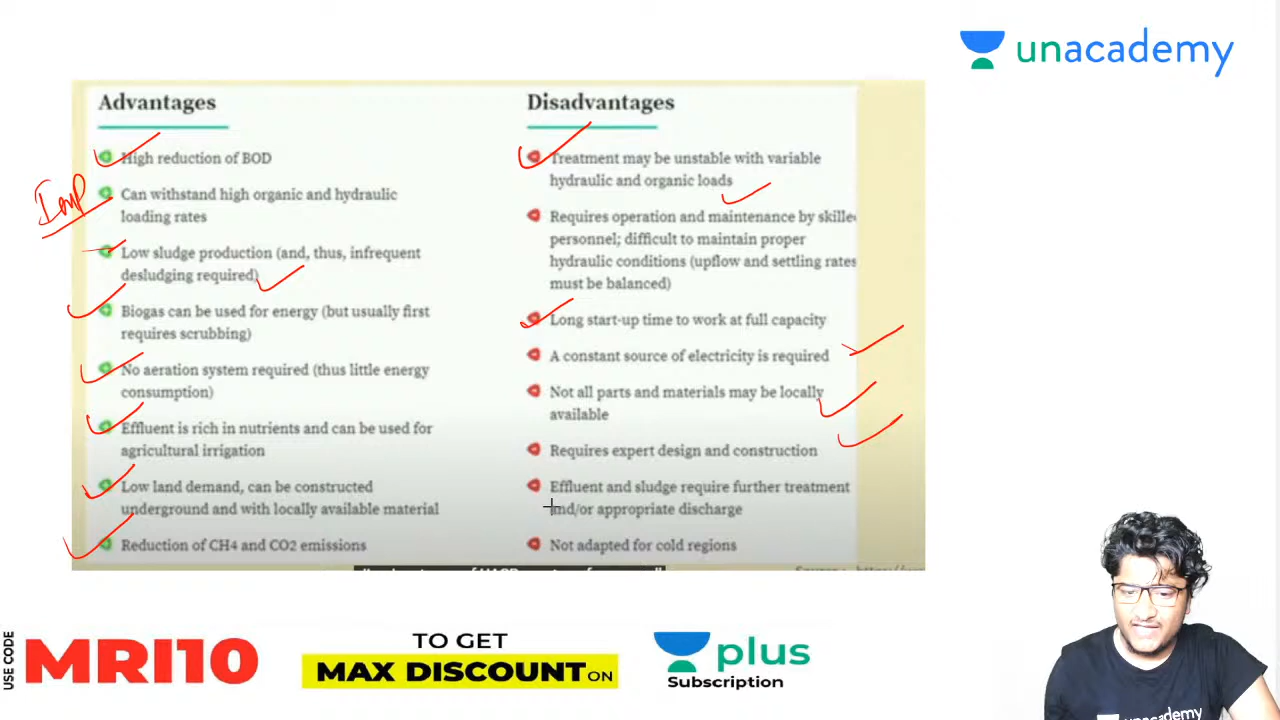 unacademy
Advantages
High reduction of BOD
Imp
Can withstand high organic and hydraulic
loading rates
Low sludge production (and, thus, infrequent
desludging required)
Biogas can be used for energy (but usually first
requires scrubbing)
No aeration system required (thus little energy
consumption)
Effluent is rich in nutrients and can be used for
agricultural irrigation
Low land demand, can be constructed
underground and with locally available material
Reduction of CH4 and CO2 emissions
Disadvantages
Treatment may be unstable with variable
hydraulic and organic loads
Requires operation and maintenance by skille
personnel; difficult to maintain proper
hydraulic conditions (upflow and settling rates
must be balanced)
Long start-up time to work at full capacity
A constant source of electricity is required
Not all parts and materials may be locally
available
Requires expert design and construction
Effluent and sludge require further treatment
and/or appropriate discharge
Not adapted for cold regions
USE CODE
MRI10
TO GET
MAX DISCOUNT ON
plus
Subscription
unacademy